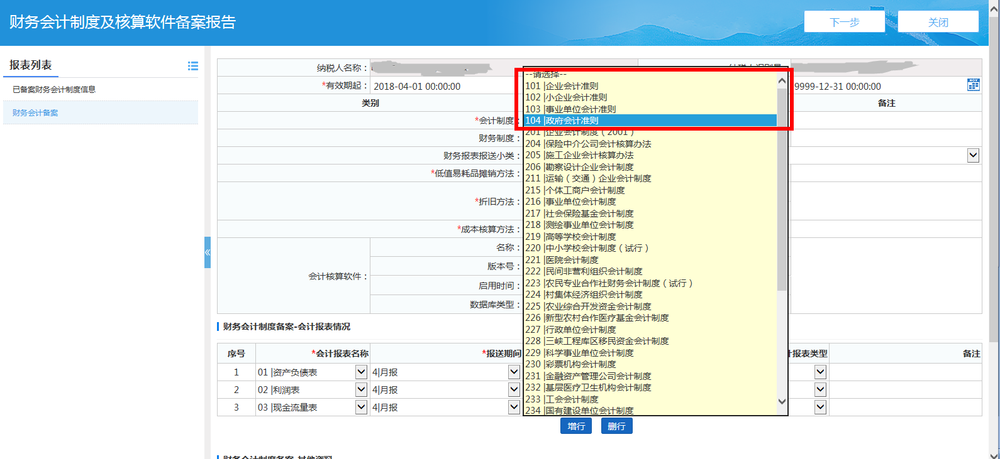 财务会计制度及核算软件备案报告
下一步
关闭
报表列表
已备案财务会计制度信息
财务会计备案
纳税人名称：
*有效期起： 2018-04-01 00:00:00
9999-12-31 00:00:00
类别
备注
*会计制度：
财务制度：
财务报表报送小类：
*低值易耗品摊销方法：
*折旧方法：
*成本核算方法：
会计核算软件：
名称：
版本号：
启用时间：
数据库类型：
--请选择--
101 |企业会计准则
102 |小企业会计准则
103 |事业单位会计准则
104 |政府会计准则
201 |企业会计制度（2001）
204 |保险中介公司会计核算办法
205 |施工企业会计核算办法
206 |勘察设计企业会计制度
211 |运输（交通）企业会计制度
215 |个体工商户会计制度
216 |事业单位会计制度
217 |社会保险基金会计制度
218 |测绘事业单位会计制度
219 |高等学校会计制度
220 |中小学校会计制度（试行）
221 |医院会计制度
222 |民间非营利组织会计制度
223 |农民专业合作社财务会计制度（试行）
224 |村集体经济组织会计制度
225 |农业综合开发资金会计制度
226 |新型农村合作医疗基金会计制度
227 |行政单位会计制度
228 |三峡工程库区移民资金会计制度
229 |科学事业单位会计制度
230 |彩票机构会计制度
231 |金融资产管理公司会计制度
232 |基层医疗卫生机构会计制度
233 |工会会计制度
234 |国有建设单位会计制度
财务会计制度备案-会计报表情况
序号 *会计报表名称 *报送期间 报表类型 备注
1 01 |资产负债表 4|月报
2 02 |利润表 4|月报
3 03 |现金流量表 4|月报
增行 删行
财务会计制度备案-其他资料